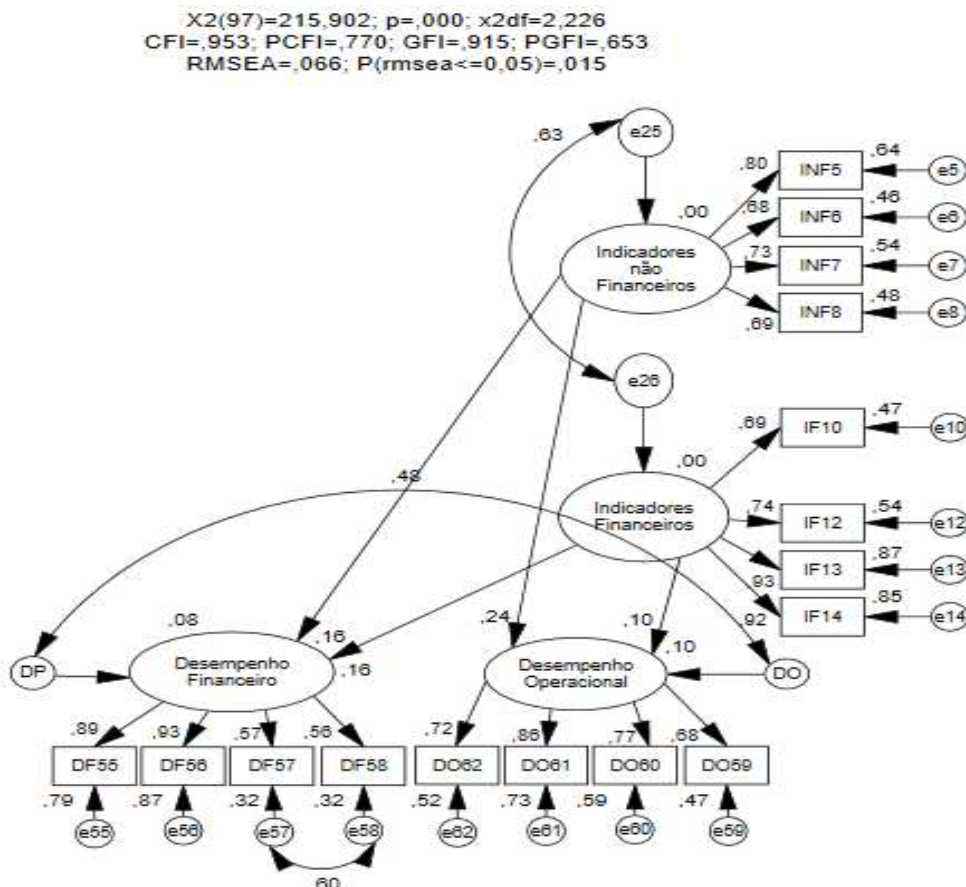 X2(97)=215,902; p=,000; x2df=2,226
CFI=,953; PCFI=,770; GFI=,915; PGFI=,653
RMSEA=,066; P(rmsea<=0,05)=,015
,63
e25
,80
INF5
,64
e5
,00
,68
INF6
,46
e6
Indicadores
não
Financeiros
,73
INF7
,54
e7
,69
INF8
,48
e8
e26
,69
IF10
,47
e10
,00
,48
Indicadores
Financeiros
,74
IF12
,54
e12
,93
IF13
,87
e13
,92
IF14
,85
e14
,08
,16
,16
,24
,10
,10
DP
Desempenho
Financeiro
Desempenho
Operacional
DO
,89
,93
,57
,56
,72
,86
,77
,68
DF55
DF56
DF57
DF58
DO62
DO61
DO60
DO59
,79
,87
,32
,32
,52
,73
,59
,47
e55
e56
e57
e58
e62
e61
e60
e59
,60